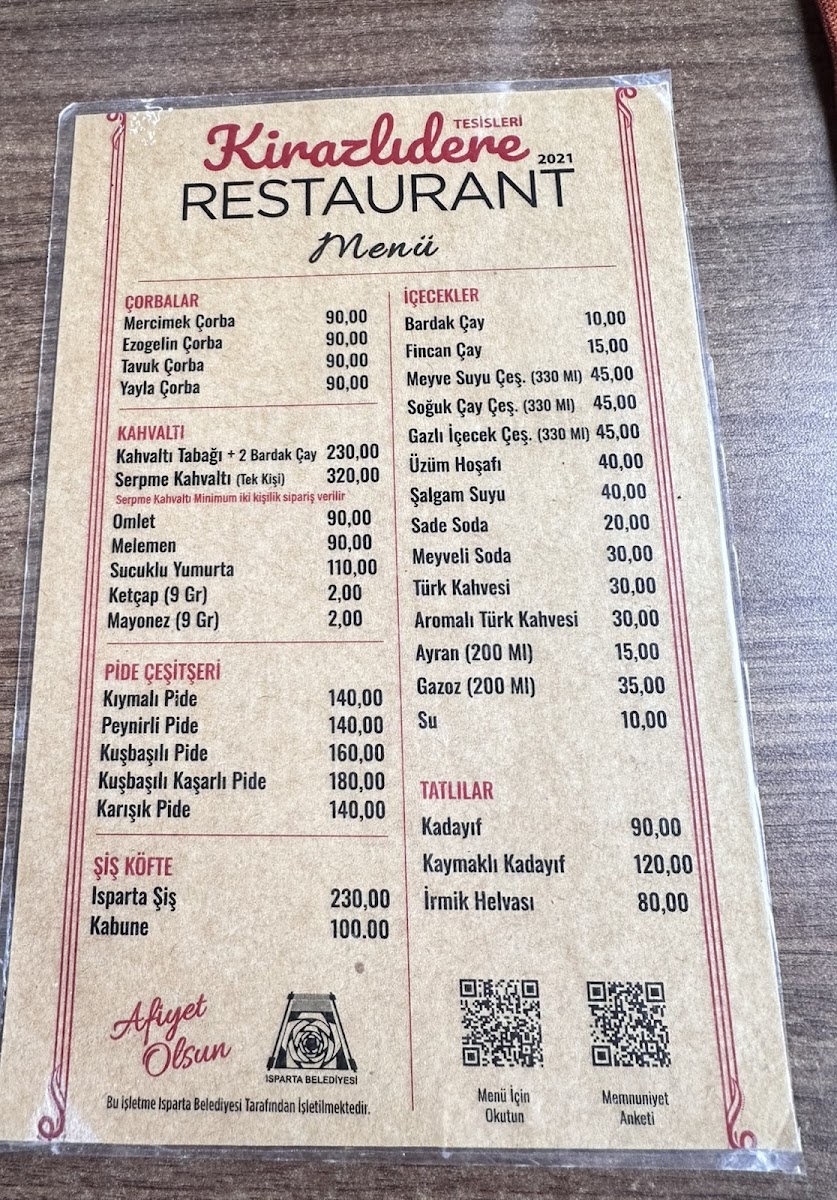 Kirazlıdere TESİSLERİ
2021
RESTAURANT
Menü
ÇORBALAR
Mercimek Çorba 90,00
Ezogelin Çorba 90,00
Tavuk Çorba 90,00
Yayla Çorba 90,00
KAHVALTI
Kahvaltı Tabağı + 2 Bardak Çay 230,00
Serpme Kahvaltı (Tek Kişi) 320,00
Serpme Kahvaltı Minimum iki kişilik sipariş verilir
Omlet 90,00
Melemen 90,00
Sucuklu Yumurta 110,00
Ketçap (9 Gr) 2,00
Mayonez (9 Gr) 2,00
PİDE ÇEŞİTŞERİ
Kıymalı Pide 140,00
Peynirli Pide 140,00
Kuşbaşılı Pide 160,00
Kuşbaşılı Kaşarlı Pide 180,00
Karışık Pide 140,00
ŞİŞ KÖFTE
Isparta Şiş 230,00
Kabune 100.00
Afiyet
Olsun
ISPARTA BELEDİYESİ
Bu işletme Isparta Belediyesi Tarafından İşletilmektedir.
İÇECEKLER
Bardak Çay 10,00
Fincan Çay 15,00
Meyve Suyu Çeş. (330 Ml) 45,00
Soğuk Çay Çeş. (330 Ml) 45,00
Gazlı İçecek Çeş. (330 Ml) 45,00
Üzüm Hoşafı 40,00
Şalgam Suyu 40,00
Sade Soda 20,00
Meyveli Soda 30,00
Türk Kahvesi 30,00
Aromalı Türk Kahvesi 30,00
Ayran (200 Ml) 15,00
Gazoz (200 Ml) 35,00
Su 10,00
TATLILAR
Kadayıf 90,00
Kaymaklı Kadayıf 120,00
İrmik Helvası 80,00
Menü İçin
Okutun
Memnuniyet
Anketi